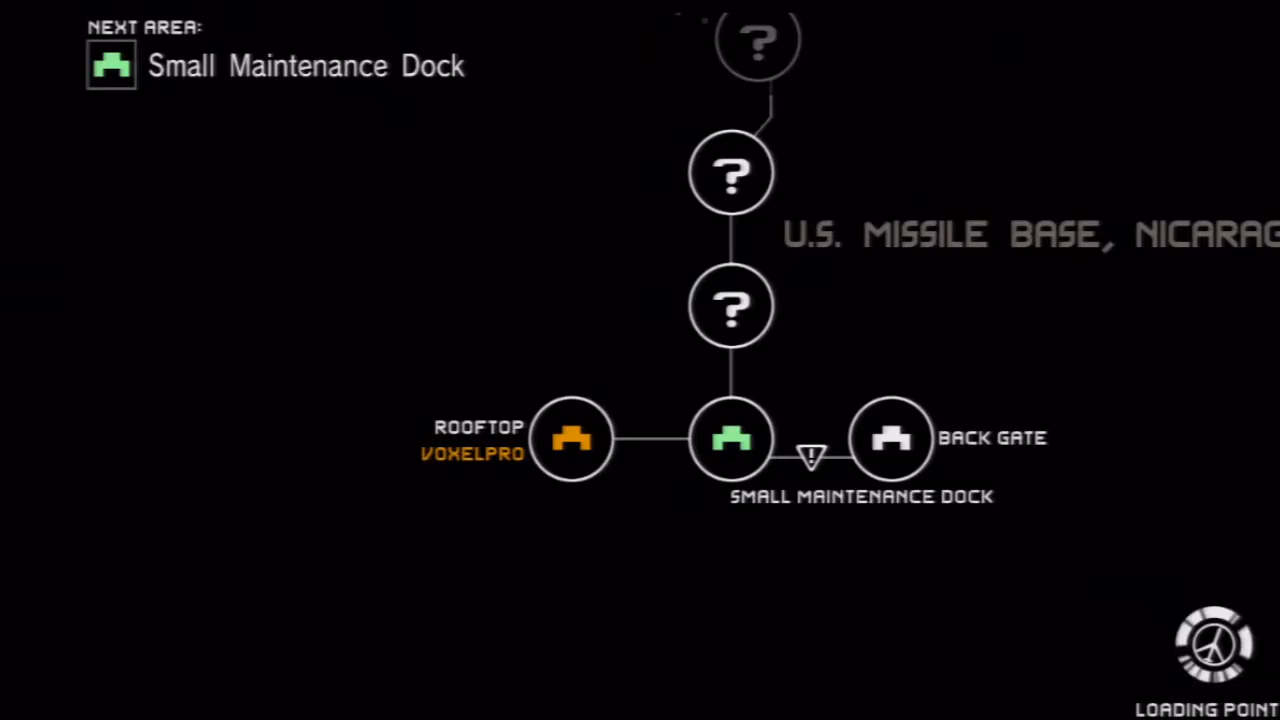 NEXT AREA:
Small Maintenance Dock
?
?
U.S. MISSILE BASE, NICARAG
?
ROOFTOP
VOXELPRO
!
BACK GATE
SMALL MAINTENANCE DOCK
LOADING POINT